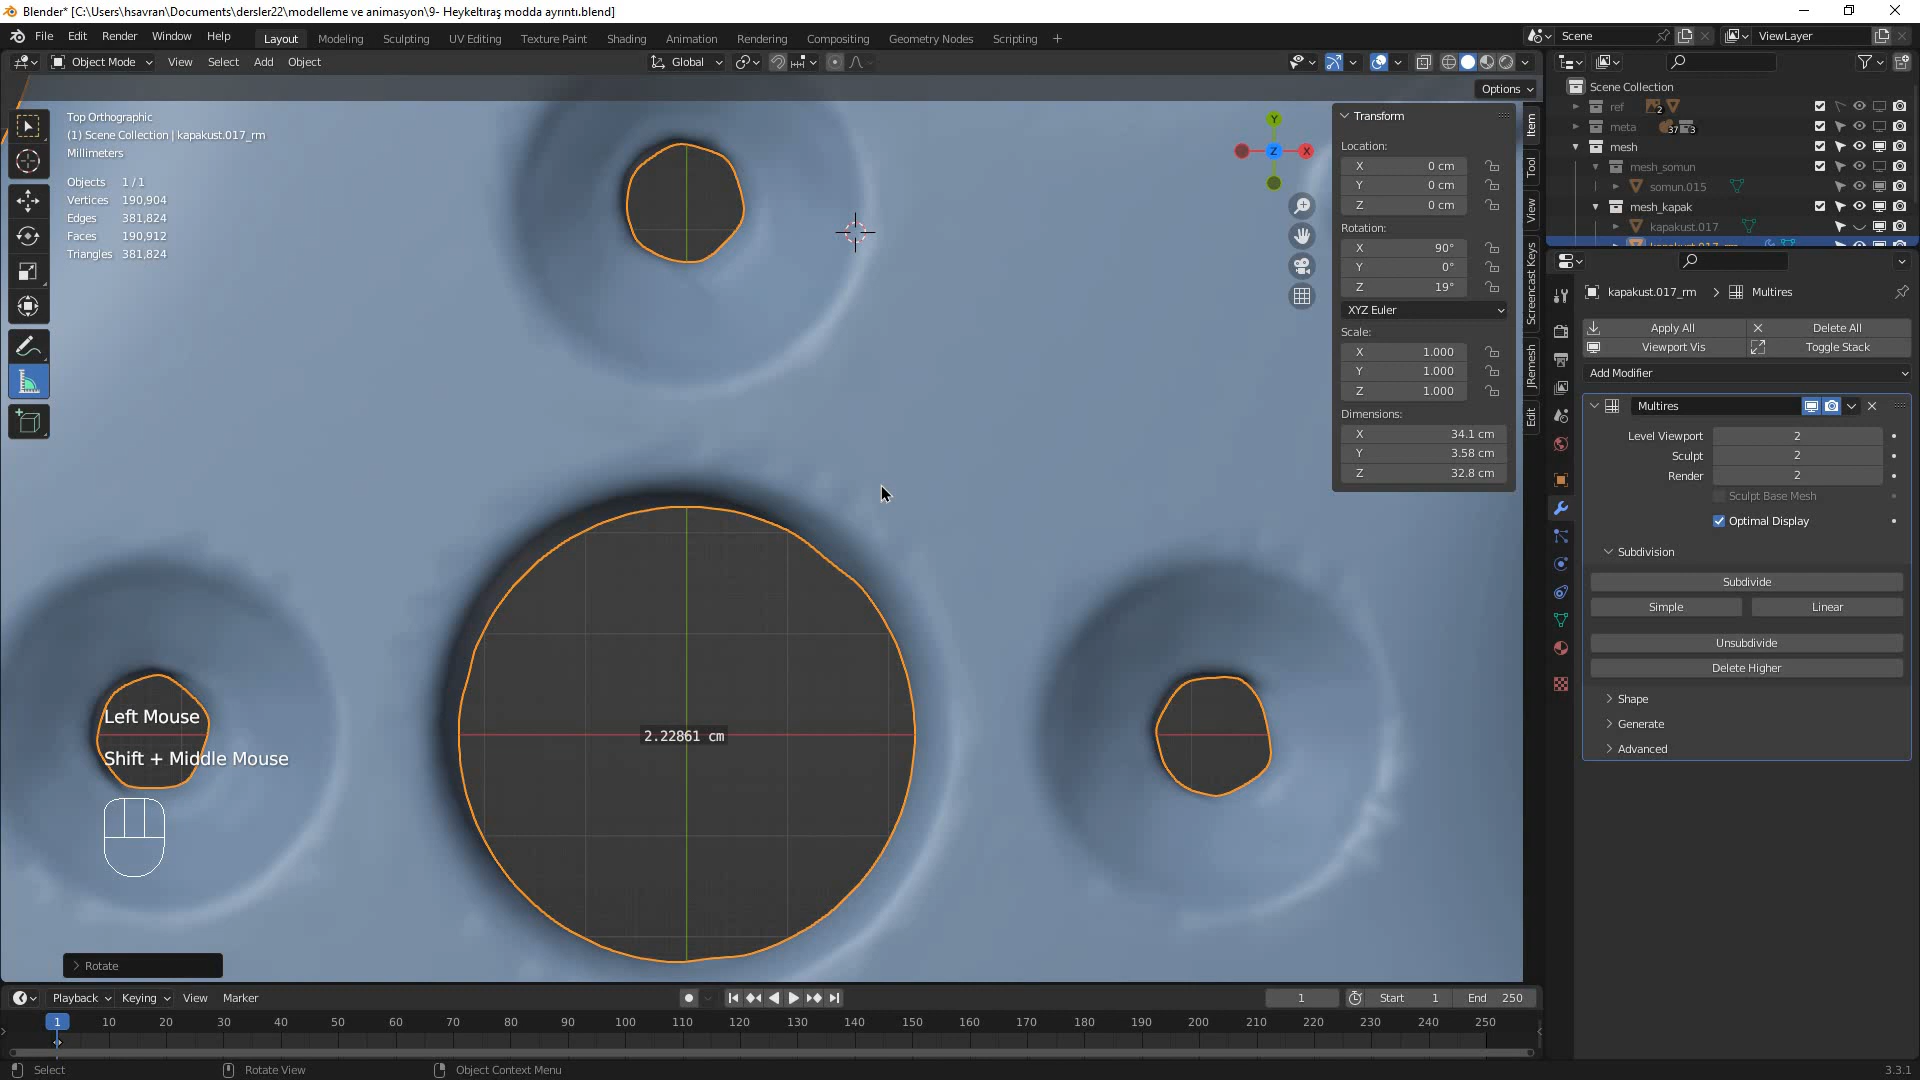 Blender* [C:\Users\hsavran\Documents\dersler22\modelleme ve animasyon\9- Heykeltıraş modda ayrıntı.blend]
File Edit Render Window Help Layout Modeling Sculpting UV Editing Texture Paint Shading Animation Rendering Compositing Geometry Nodes Scripting + Scene ViewLayer
Object Mode View Select Add Object Global
Options
Top Orthographic
(1) Scene Collection | kapakust.017_rm
Millimeters
Objects 1 / 1
Vertices 190,904
Edges 381,824
Faces 190,912
Triangles 381,824
2.22861 cm
Left Mouse
Shift + Middle Mouse
Rotate
Y
Z
X
Transform
Location:
X 0 cm
Y 0 cm
Z 0 cm
Rotation:
X 90°
Y 0°
Z 19°
XYZ Euler
Scale:
X 1.000
Y 1.000
Z 1.000
Dimensions:
X 34.1 cm
Y 3.58 cm
Z 32.8 cm
Item
Tool
View
Screencast Keys
JRemesh
Edit
Scene Collection
ref 2
meta 37 3
mesh
mesh_somun
somun.015
mesh_kapak
kapakust.017
kapakust.017_rm
kapakust.017_rm > Multires
Apply All Delete All
Viewport Vis Toggle Stack
Add Modifier
Multires
Level Viewport 2
Sculpt 2
Render 2
Sculpt Base Mesh
Optimal Display
Subdivision
Subdivide
Simple Linear
Unsubdivide
Delete Higher
Shape
Generate
Advanced
Playback Keying View Marker 1 Start 1 End 250
1 10 20 30 40 50 60 70 80 90 100 110 120 130 140 150 160 170 180 190 200 210 220 230 240 250
Select Rotate View Object Context Menu 3.3.1